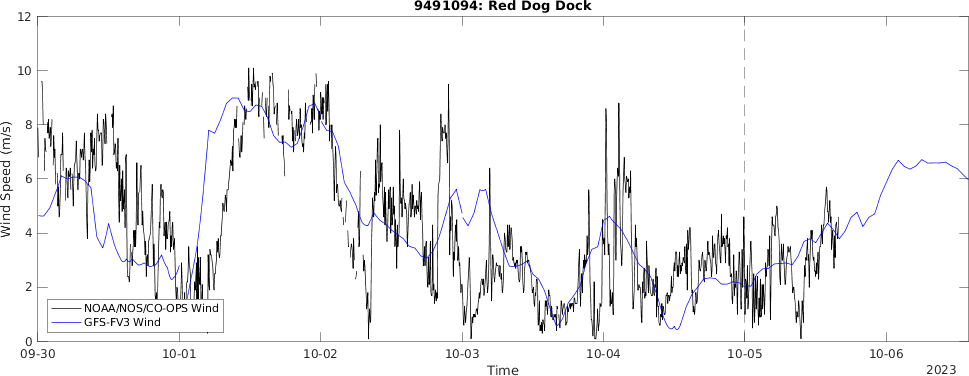 9491094: Red Dog Dock
12
10
8
6
4
2
0
Wind Speed (m/s)
NOAA/NOS/CO-OPS Wind
GFS-FV3 Wind
09-30 10-01 10-02 10-03 10-04 10-05 10-06
Time
2023